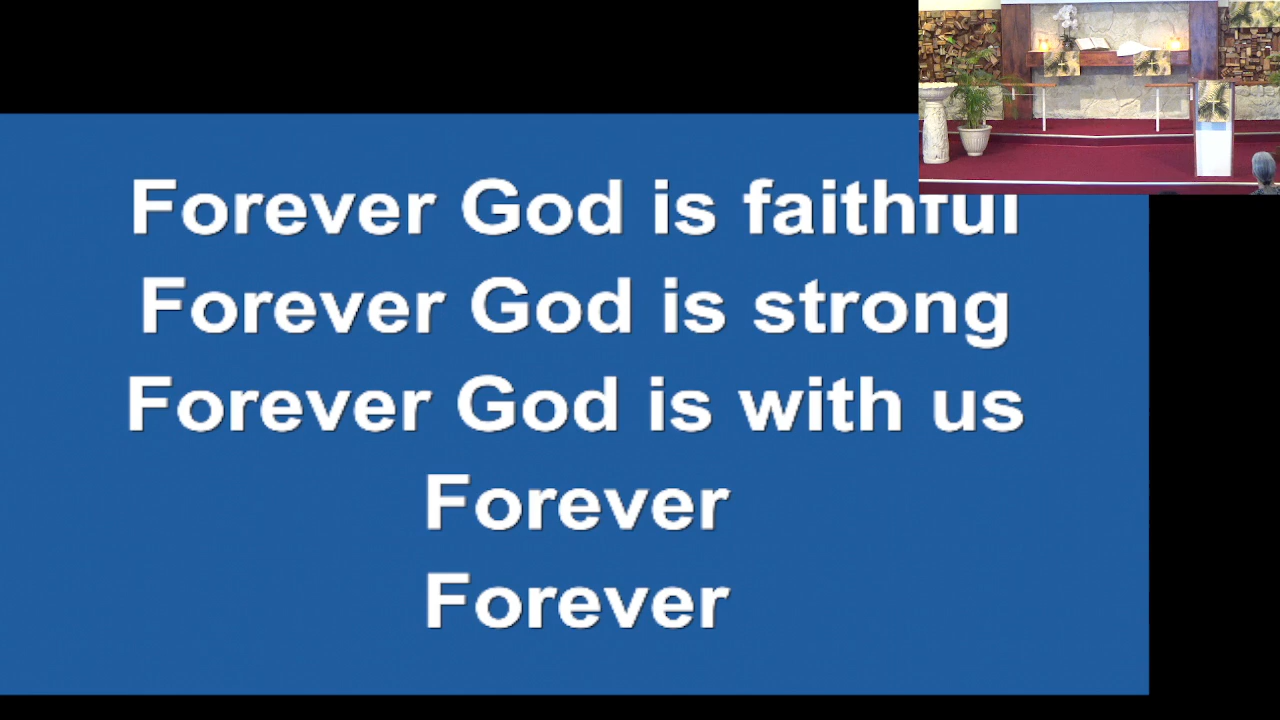 Forever God is faithful
Forever God is strong
Forever God is with us
Forever
Forever